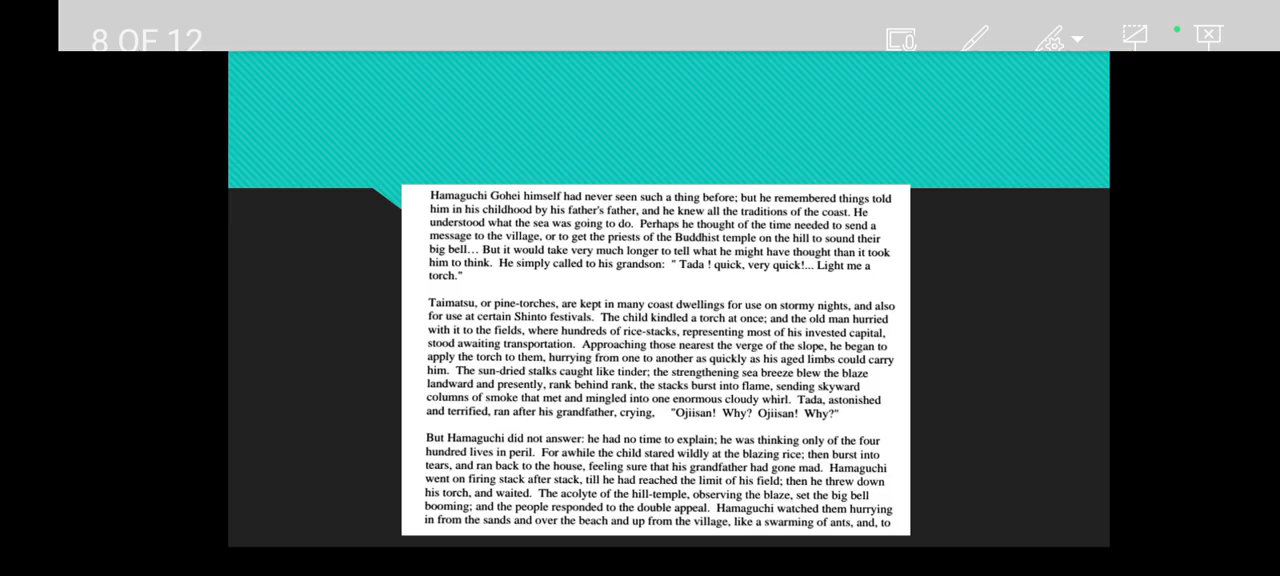 8 OF 12
Hamaguchi Gohei himself had never seen such a thing before; but he remembered things told
him in his childhood by his father's father, and he knew all the traditions of the coast. He
understood what the sea was going to do. Perhaps he thought of the time needed to send a
message to the village, or to get the priests of the Buddhist temple on the hill to sound their
big bell... But it would take very much longer to tell what he might have thought than it took
him to think. He simply called to his grandson: " Tada ! quick, very quick!... Light me a
torch."
Taimatsu, or pine-torches, are kept in many coast dwellings for use on stormy nights, and also
for use at certain Shinto festivals. The child kindled a torch at once; and the old man hurried
with it to the fields, where hundreds of rice-stacks, representing most of his invested capital,
stood awaiting transportation. Approaching those nearest the verge of the slope, he began to
apply the torch to them, hurrying from one to another as quickly as his aged limbs could carry
him. The sun-dried stalks caught like tinder; the strengthening sea breeze blew the blaze
landward and presently, rank behind rank, the stacks burst into flame, sending skyward
columns of smoke that met and mingled into one enormous cloudy whirl. Tada, astonished
and terrified, ran after his grandfather, crying, "Ojiisan! Why? Ojiisan! Why?"
But Hamaguchi did not answer: he had no time to explain; he was thinking only of the four
hundred lives in peril. For awhile the child stared wildly at the blazing rice; then burst into
tears, and ran back to the house, feeling sure that his grandfather had gone mad. Hamaguchi
went on firing stack after stack, till he had reached the limit of his field; then he threw down
his torch, and waited. The acolyte of the hill-temple, observing the blaze, set the big bell
booming; and the people responded to the double appeal. Hamaguchi watched them hurrying
in from the sands and over the beach and up from the village, like a swarming of ants, and, to